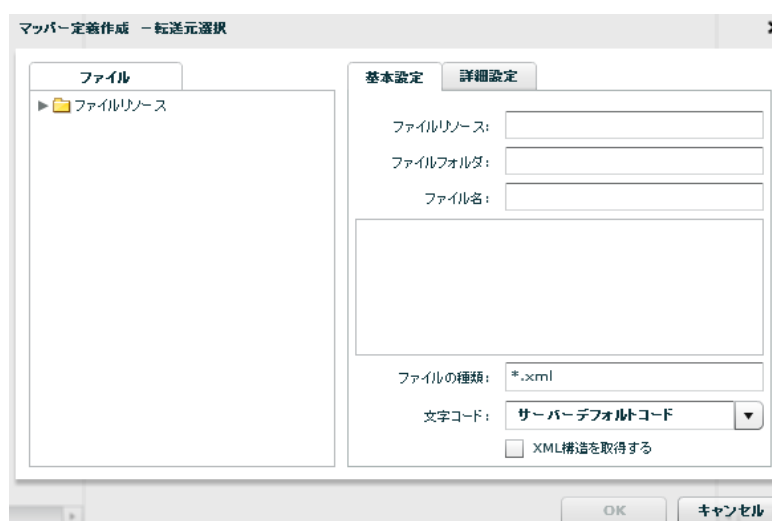 マッパー定義作成 －転送元選択
ファイル
ファイルリソース
基本設定 詳細設定
ファイルリソース:
ファイルフォルダ:
ファイル名:
ファイルの種類: *.xml
文字コード: サーバーデフォルトコード
XML構造を取得する
OK キャンセル